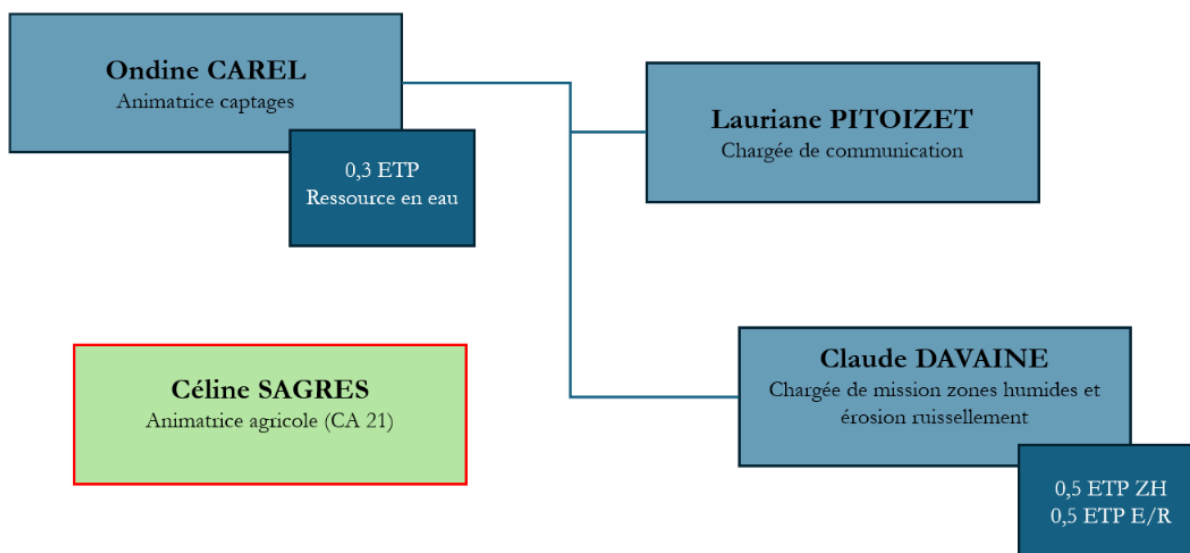 Ondine CAREL
Animatrice captages
0,3 ETP
Ressource en eau
Lauriane PITOIZET
Chargée de communication
Céline SAGRES
Animatrice agricole (CA 21)
Claude DAVAINE
Chargée de mission zones humides et
érosion ruissellement
0,5 ETP ZH
0,5 ETP E/R